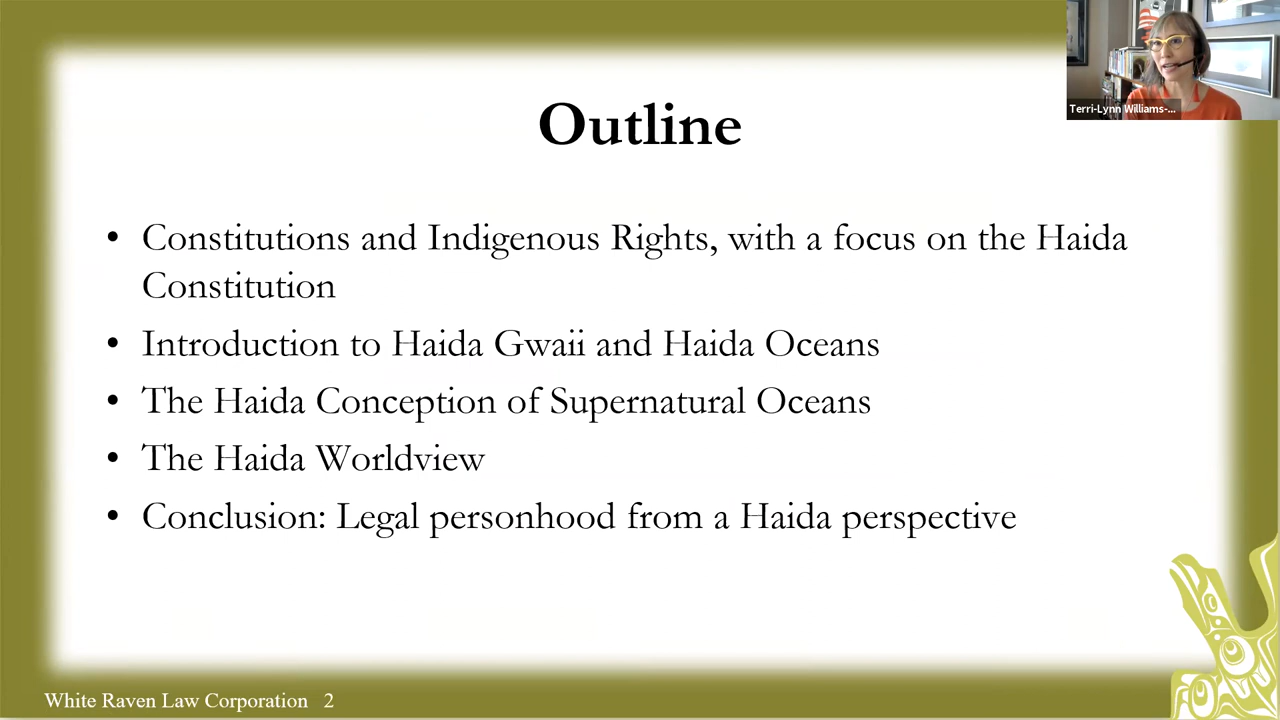 Terri-Lynn Williams-...
Outline
• Constitutions and Indigenous Rights, with a focus on the Haida
Constitution
• Introduction to Haida Gwaii and Haida Oceans
• The Haida Conception of Supernatural Oceans
• The Haida Worldview
• Conclusion: Legal personhood from a Haida perspective
White Raven Law Corporation 2